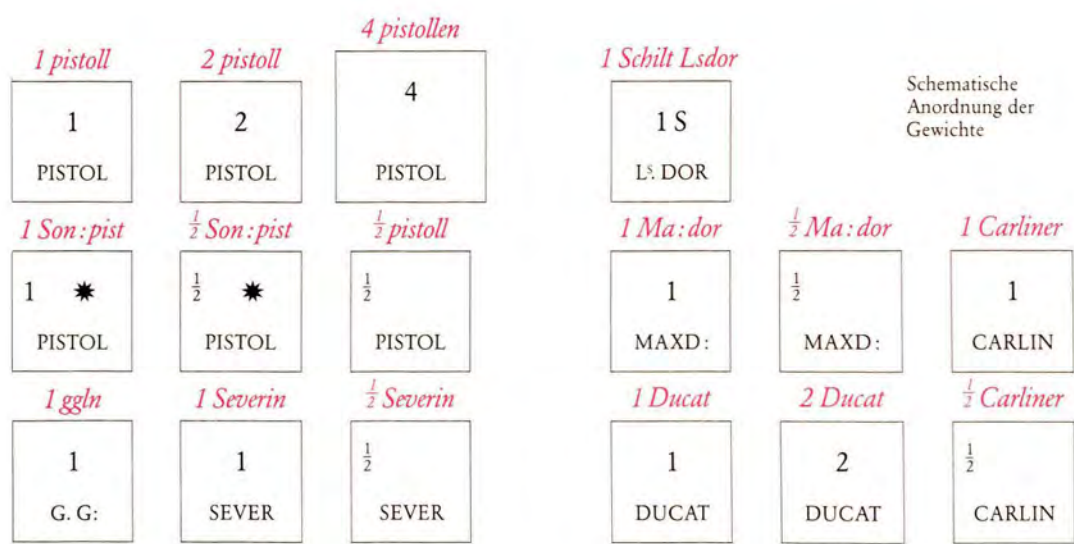 4 pistollen
1 pistoll 2 pistoll 1 Schilt Lsdor
Schematische
Anordnung der
Gewichte
1 2 4 1 S
PISTOL PISTOL PISTOL Lˢ. DOR
1 Son:pist ½ Son:pist ½ pistoll 1 Ma:dor ½ Ma:dor 1 Carliner
1 ✷ ½ ✷ ½ 1 ½ 1
PISTOL PISTOL PISTOL MAXD: MAXD: CARLIN
1 ggln 1 Severin ½ Severin 1 Ducat 2 Ducat ½ Carliner
1 1 ½ 1 2 ½
G. G: SEVER SEVER DUCAT DUCAT CARLIN